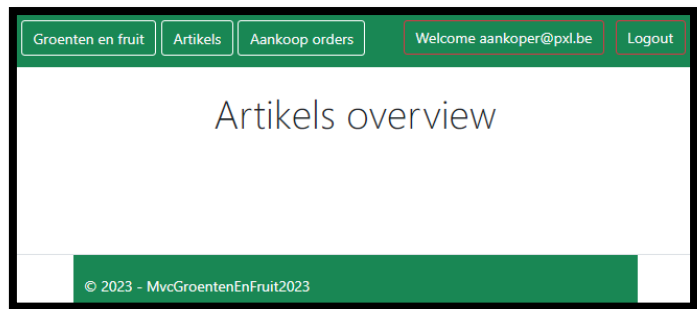 Groenten en fruit Artikels Aankoop orders Welcome aankoper@pxl.be Logout
Artikels overview
© 2023 - MvcGroentenEnFruit2023